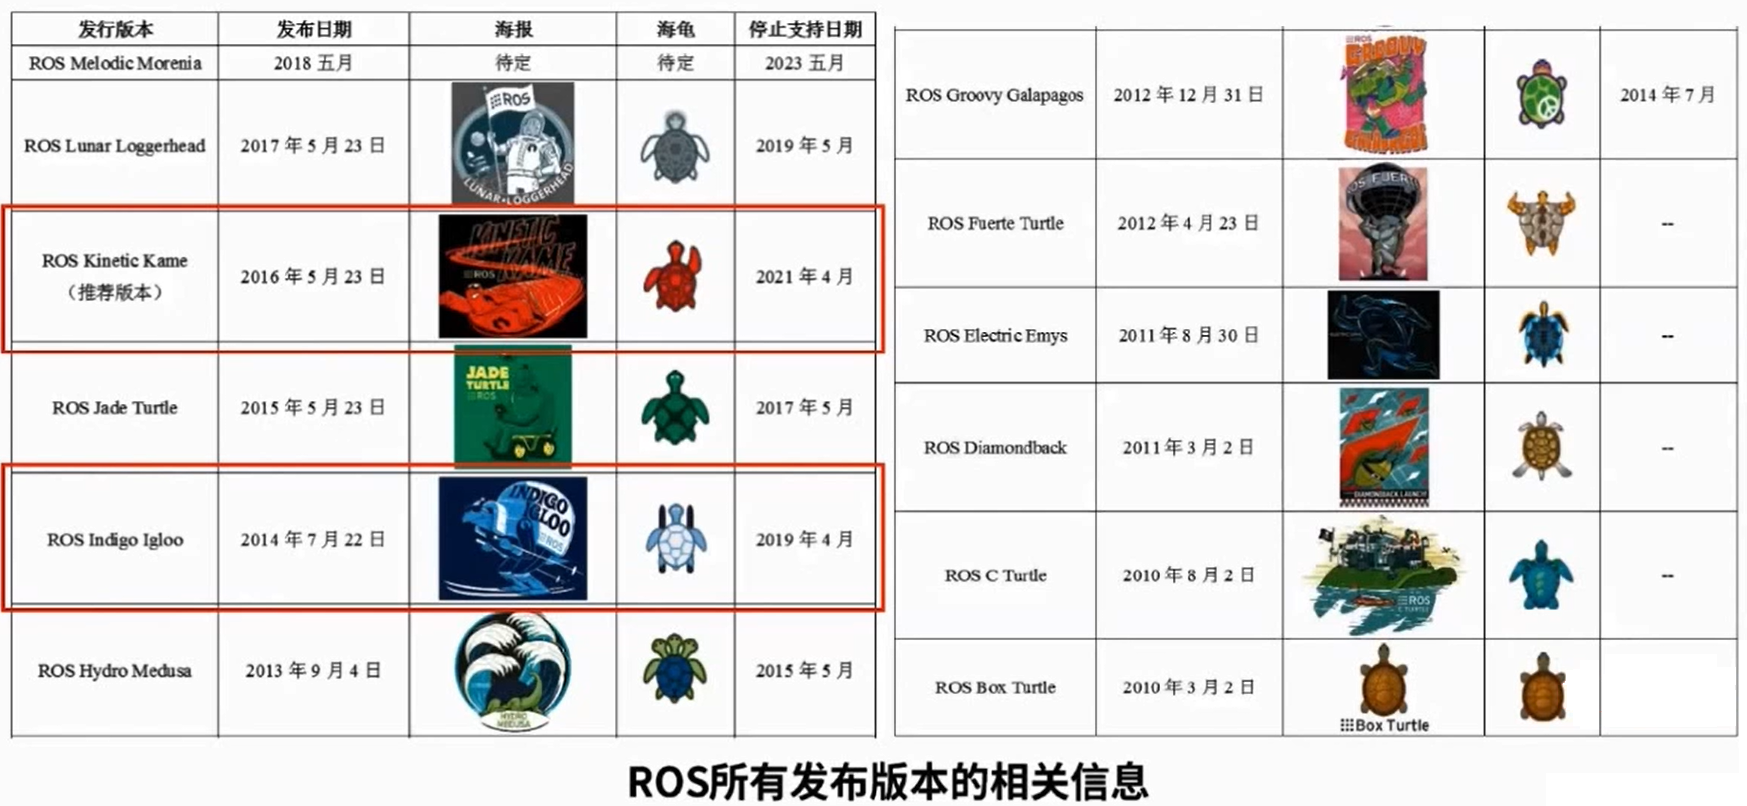 发行版本 发布日期 海报 海龟 停止支持日期
ROS Melodic Morenia 2018 五月 待定 待定 2023 五月
ROS
LUNAR·LOGGERHEAD
ROS Lunar Loggerhead 2017 年 5 月 23 日 2019 年 5 月
KINETIC
KAME
ROS
ROS Kinetic Kame
（推荐版本）
2016 年 5 月 23 日 2021 年 4 月
JADE
TURTLE
ROS
ROS Jade Turtle 2015 年 5 月 23 日 2017 年 5 月
INDIGO
IGLOO
ROS
ROS Indigo Igloo 2014 年 7 月 22 日 2019 年 4 月
ROS Hydro Medusa 2013 年 9 月 4 日 2015 年 5 月
HYDRO
MEDUSA
ROS
GROOVY
GALAPAGOS
ROS Groovy Galapagos 2012 年 12 月 31 日 2014 年 7 月
ROS FUERTE
ROS Fuerte Turtle 2012 年 4 月 23 日 --
ROS Electric Emys 2011 年 8 月 30 日 --
ROS Diamondback 2011 年 3 月 2 日 --
DIAMONDBACK LAUNCH
ROS C Turtle 2010 年 8 月 2 日 --
ROS
C TURTLE
ROS Box Turtle 2010 年 3 月 2 日
Box Turtle
ROS所有发布版本的相关信息